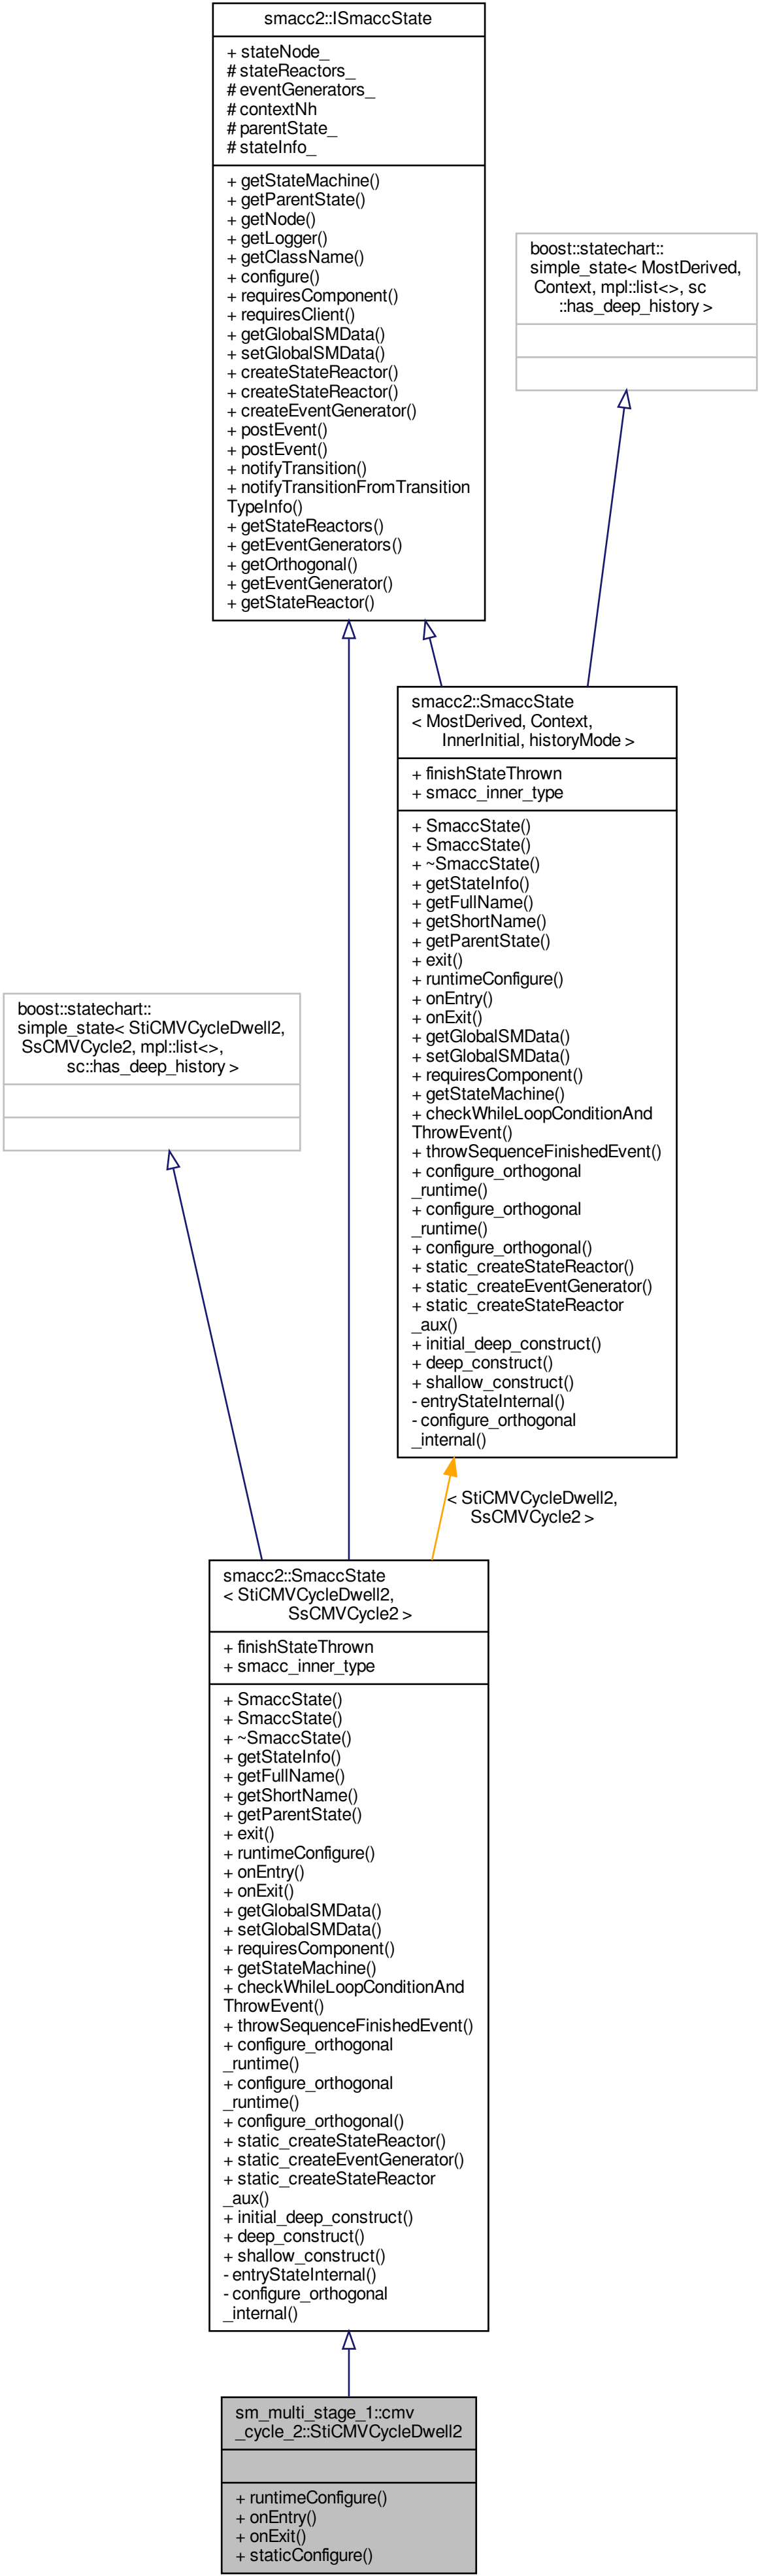 smacc2::ISmaccState
+ stateNode_
# stateReactors_
# eventGenerators_
# contextNh
# parentState_
# stateInfo_
+ getStateMachine()
+ getParentState()
+ getNode()
+ getLogger()
+ getClassName()
+ configure()
+ requiresComponent()
+ requiresClient()
+ getGlobalSMData()
+ setGlobalSMData()
+ createStateReactor()
+ createStateReactor()
+ createEventGenerator()
+ postEvent()
+ postEvent()
+ notifyTransition()
+ notifyTransitionFromTransition
TypeInfo()
+ getStateReactors()
+ getEventGenerators()
+ getOrthogonal()
+ getEventGenerator()
+ getStateReactor()
boost::statechart::
simple_state< MostDerived,
Context, mpl::list<>, sc
::has_deep_history >
smacc2::SmaccState
< MostDerived, Context,
InnerInitial, historyMode >
+ finishStateThrown
+ smacc_inner_type
+ SmaccState()
+ SmaccState()
+ ~SmaccState()
+ getStateInfo()
+ getFullName()
+ getShortName()
+ getParentState()
+ exit()
+ runtimeConfigure()
+ onEntry()
+ onExit()
+ getGlobalSMData()
+ setGlobalSMData()
+ requiresComponent()
+ getStateMachine()
+ checkWhileLoopConditionAnd
ThrowEvent()
+ throwSequenceFinishedEvent()
+ configure_orthogonal
_runtime()
+ configure_orthogonal
_runtime()
+ configure_orthogonal()
+ static_createStateReactor()
+ static_createEventGenerator()
+ static_createStateReactor
_aux()
+ initial_deep_construct()
+ deep_construct()
+ shallow_construct()
- entryStateInternal()
- configure_orthogonal
_internal()
boost::statechart::
simple_state< StiCMVCycleDwell2,
SsCMVCycle2, mpl::list<>,
sc::has_deep_history >
< StiCMVCycleDwell2,
SsCMVCycle2 >
smacc2::SmaccState
< StiCMVCycleDwell2,
SsCMVCycle2 >
+ finishStateThrown
+ smacc_inner_type
+ SmaccState()
+ SmaccState()
+ ~SmaccState()
+ getStateInfo()
+ getFullName()
+ getShortName()
+ getParentState()
+ exit()
+ runtimeConfigure()
+ onEntry()
+ onExit()
+ getGlobalSMData()
+ setGlobalSMData()
+ requiresComponent()
+ getStateMachine()
+ checkWhileLoopConditionAnd
ThrowEvent()
+ throwSequenceFinishedEvent()
+ configure_orthogonal
_runtime()
+ configure_orthogonal
_runtime()
+ configure_orthogonal()
+ static_createStateReactor()
+ static_createEventGenerator()
+ static_createStateReactor
_aux()
+ initial_deep_construct()
+ deep_construct()
+ shallow_construct()
- entryStateInternal()
- configure_orthogonal
_internal()
sm_multi_stage_1::cmv
_cycle_2::StiCMVCycleDwell2
+ runtimeConfigure()
+ onEntry()
+ onExit()
+ staticConfigure()